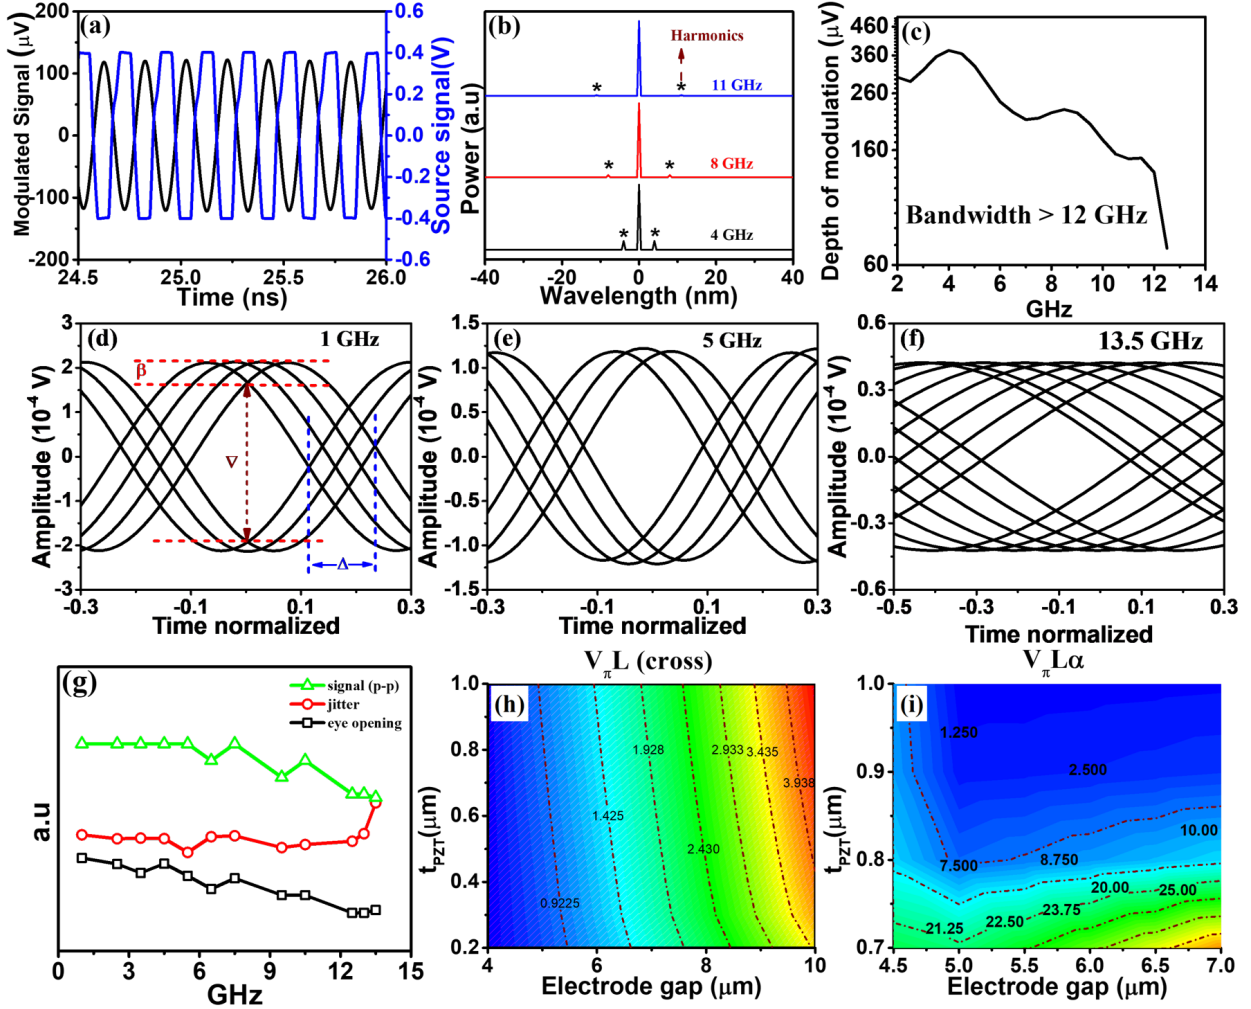 (a)
Modulated Signal (μV)
200
100
0
-100
-200
24.5 25.0 25.5 26.0
Time (ns)
0.6
0.4
0.2
0.0
-0.2
-0.4
-0.6
Source signal(V)
(b)
Power (a.u)
Harmonics
* *
11 GHz
* *
8 GHz
* *
4 GHz
-40 -20 0 20 40
Wavelength (nm)
(c)
Depth of modulation (μV)
460
360
260
160
60
Bandwidth > 12 GHz
2 4 6 8 10 12 14
GHz
(d)
1 GHz
Amplitude (10⁻⁴ V)
3
2
1
0
-1
-2
-3
β
∇
Δ
-0.3 -0.1 0.1 0.3
Time normalized
(e)
5 GHz
Amplitude (10⁻⁴ V)
1.5
1.0
0.5
0.0
-0.5
-1.0
-1.5
-0.3 -0.1 0.1 0.3
Time normalized
(f)
13.5 GHz
Amplitude (10⁻⁴ V)
0.6
0.3
0.0
-0.3
-0.6
-0.5 -0.3 -0.1 0.1 0.3
Time normalized
(g)
signal (p-p)
jitter
eye opening
a.u
0 3 6 9 12 15
GHz
V_πL (cross)
(h)
t_PZT(μm)
1.0
0.8
0.6
0.4
0.2
0.9225
1.425
1.928
2.430
2.933
3.435
3.938
4 6 8 10
Electrode gap (μm)
V_πLα
(i)
t_PZT(μm)
1.0
0.9
0.8
0.7
1.250
2.500
7.500
8.750
10.00
20.00
25.00
23.75
22.50
21.25
4.5 5.0 5.5 6.0 6.5 7.0
Electrode gap (μm)